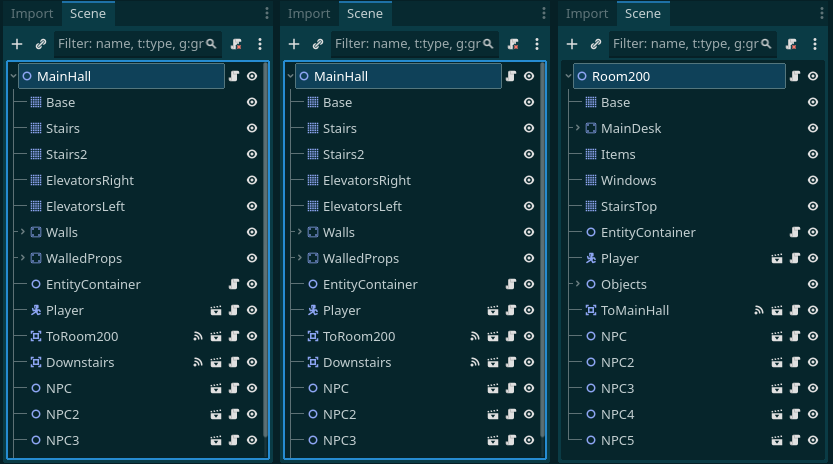 Import Scene
Filter: name, t:type, g:gr
MainHall
Base
Stairs
Stairs2
ElevatorsRight
ElevatorsLeft
Walls
WalledProps
EntityContainer
Player
ToRoom200
Downstairs
NPC
NPC2
NPC3
Import Scene
Filter: name, t:type, g:gr
MainHall
Base
Stairs
Stairs2
ElevatorsRight
ElevatorsLeft
Walls
WalledProps
EntityContainer
Player
ToRoom200
Downstairs
NPC
NPC2
NPC3
Import Scene
Filter: name, t:type, g:gr
Room200
Base
MainDesk
Items
Windows
StairsTop
EntityContainer
Player
Objects
ToMainHall
NPC
NPC2
NPC3
NPC4
NPC5